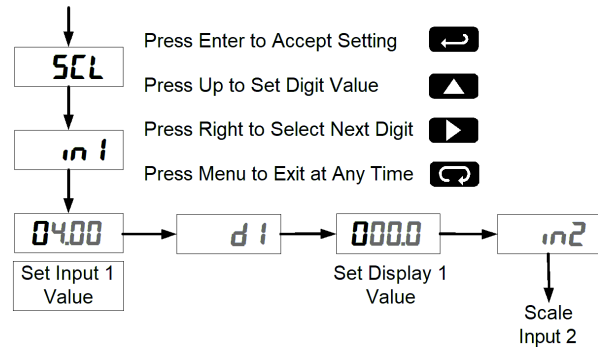 Press Enter to Accept Setting
SCL
Press Up to Set Digit Value
Press Right to Select Next Digit
in1
Press Menu to Exit at Any Time
04.00
d1
000.0
in2
Set Input 1
Value
Set Display 1
Value
Scale
Input 2